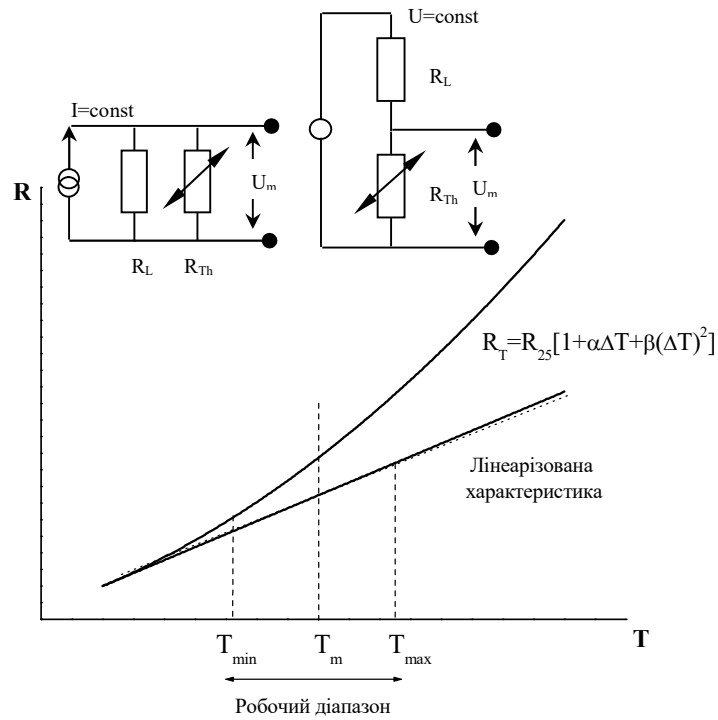 U=const
R_L
I=const
U_m
R_Th
U_m
R
R_L
R_Th
R_T=R_25[1+αΔT+β(ΔT)^2]
Лінеарізована
характеристика
T_min
T_m
T_max
T
Робочий діапазон